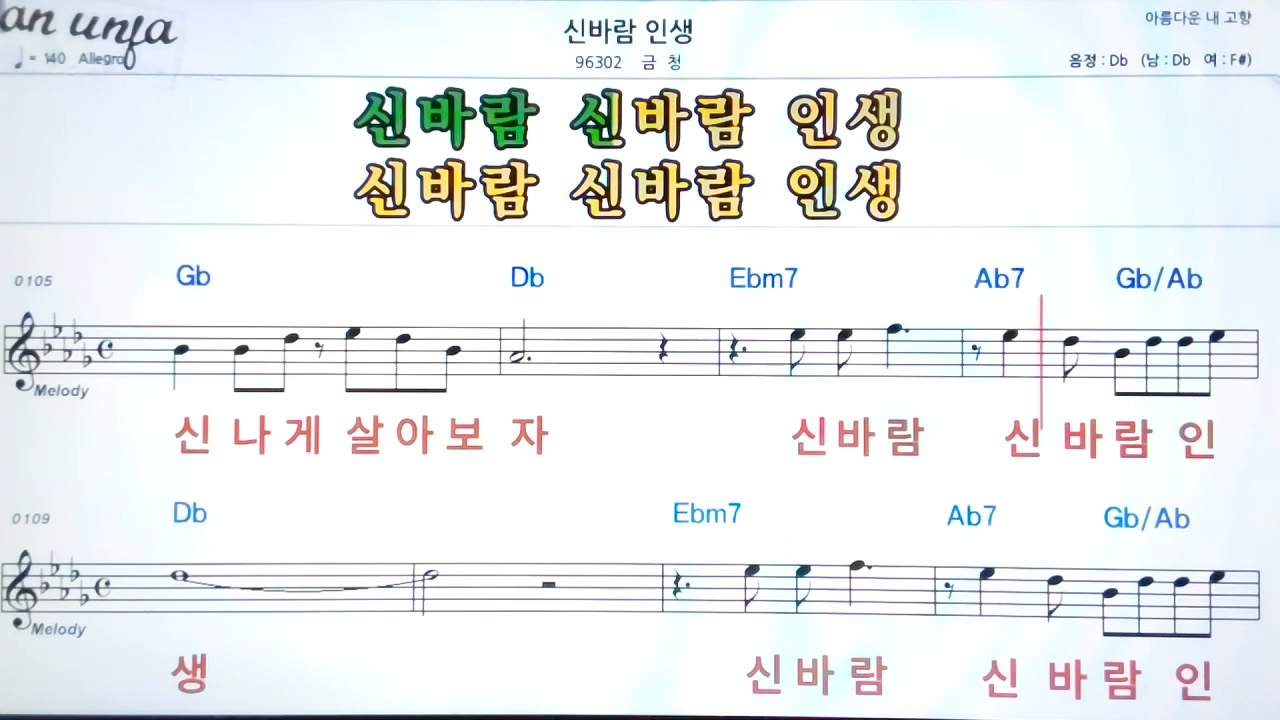 an unja
♩= 140 Allegro
신바람 인생
96302 금 청
아름다운 내 고향
음정 : Db (남 : Db 여 : F#)
신바람 신바람 인생
신바람 신바람 인생
0105
Gb Db Ebm7 Ab7 Gb/Ab
Melody
신 나 게 살 아 보 자 신 바 람 신 바 람 인
0109
Db Ebm7 Ab7 Gb/Ab
Melody
생 신 바 람 신 바 람 인